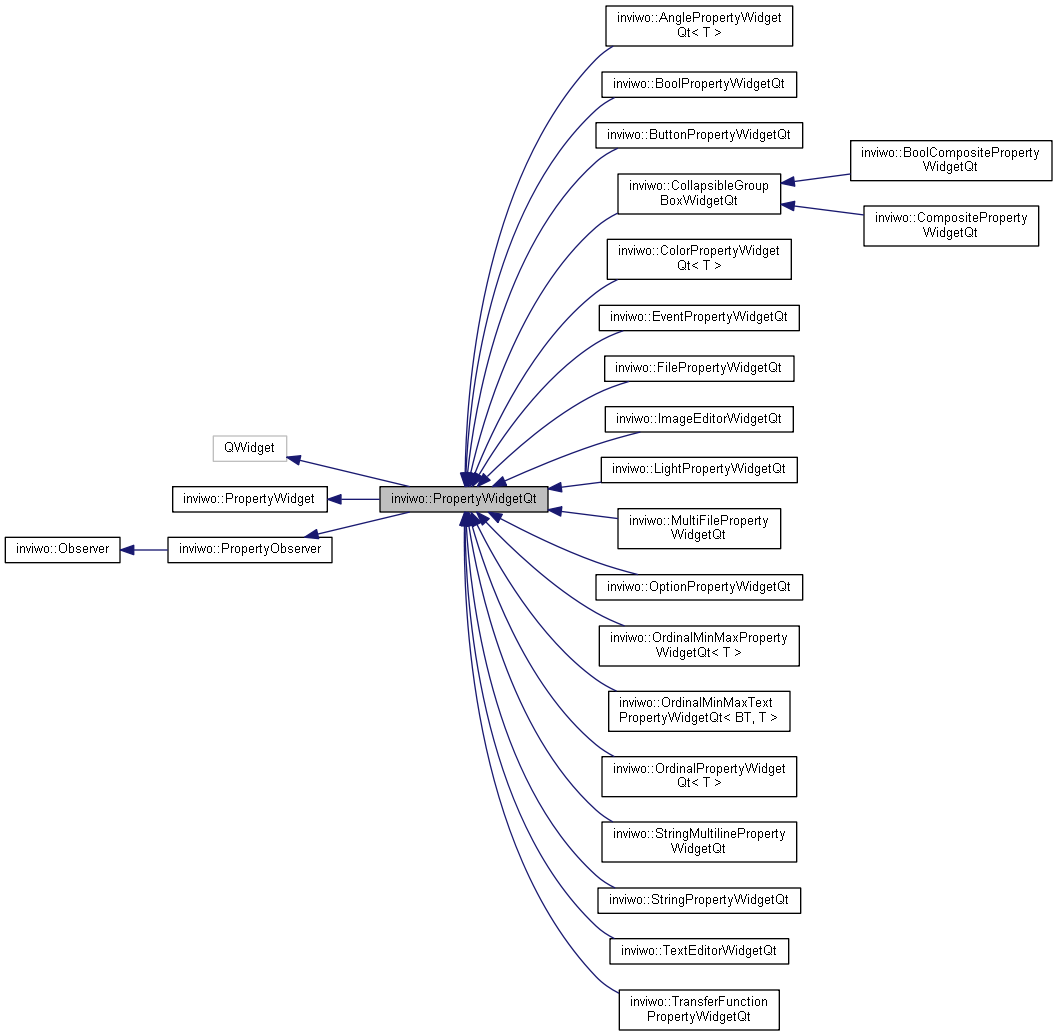 inviwo::AnglePropertyWidget
Qt< T >
inviwo::BoolPropertyWidgetQt
inviwo::ButtonPropertyWidgetQt
inviwo::BoolCompositeProperty
WidgetQt
inviwo::CollapsibleGroup
BoxWidgetQt
inviwo::CompositeProperty
WidgetQt
inviwo::ColorPropertyWidget
Qt< T >
inviwo::EventPropertyWidgetQt
inviwo::FilePropertyWidgetQt
inviwo::ImageEditorWidgetQt
QWidget
inviwo::LightPropertyWidgetQt
inviwo::PropertyWidget
inviwo::PropertyWidgetQt
inviwo::MultiFileProperty
WidgetQt
inviwo::Observer
inviwo::PropertyObserver
inviwo::OptionPropertyWidgetQt
inviwo::OrdinalMinMaxProperty
WidgetQt< T >
inviwo::OrdinalMinMaxText
PropertyWidgetQt< BT, T >
inviwo::OrdinalPropertyWidget
Qt< T >
inviwo::StringMultilineProperty
WidgetQt
inviwo::StringPropertyWidgetQt
inviwo::TextEditorWidgetQt
inviwo::TransferFunction
PropertyWidgetQt